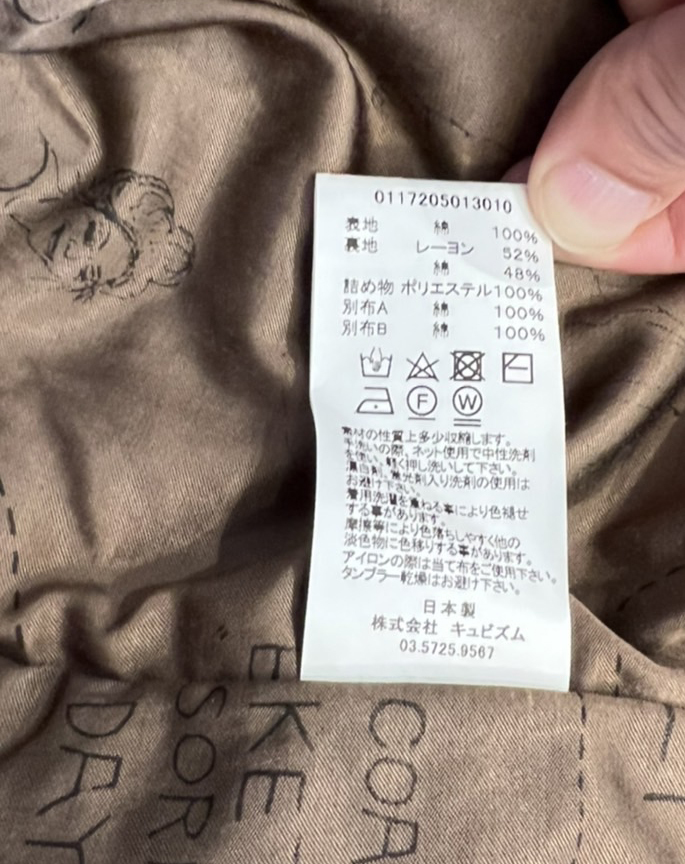 0117205013010
表地 綿 100%
裏地 レーヨン 52%
綿 48%
詰め物 ポリエステル100%
別布A 綿 100%
別布B 綿 100%
F W
素材の性質上多少収縮します。
手洗いの際、ネット使用で中性洗剤
を使い、軽く押し洗いして下さい。
漂白剤、蛍光剤入り洗剤の使用は
お避け下さい。
着用洗濯を重ねる事により色褪せ
する事があります。
摩擦等により色落ちしやすく他の
淡色物に色移りする事があります。
アイロンの際は当て布をご使用下さい。
タンブラー乾燥はお避け下さい。
日本製
株式会社 キュビズム
03.5725.9567
COA
EKE
SOR
DAY